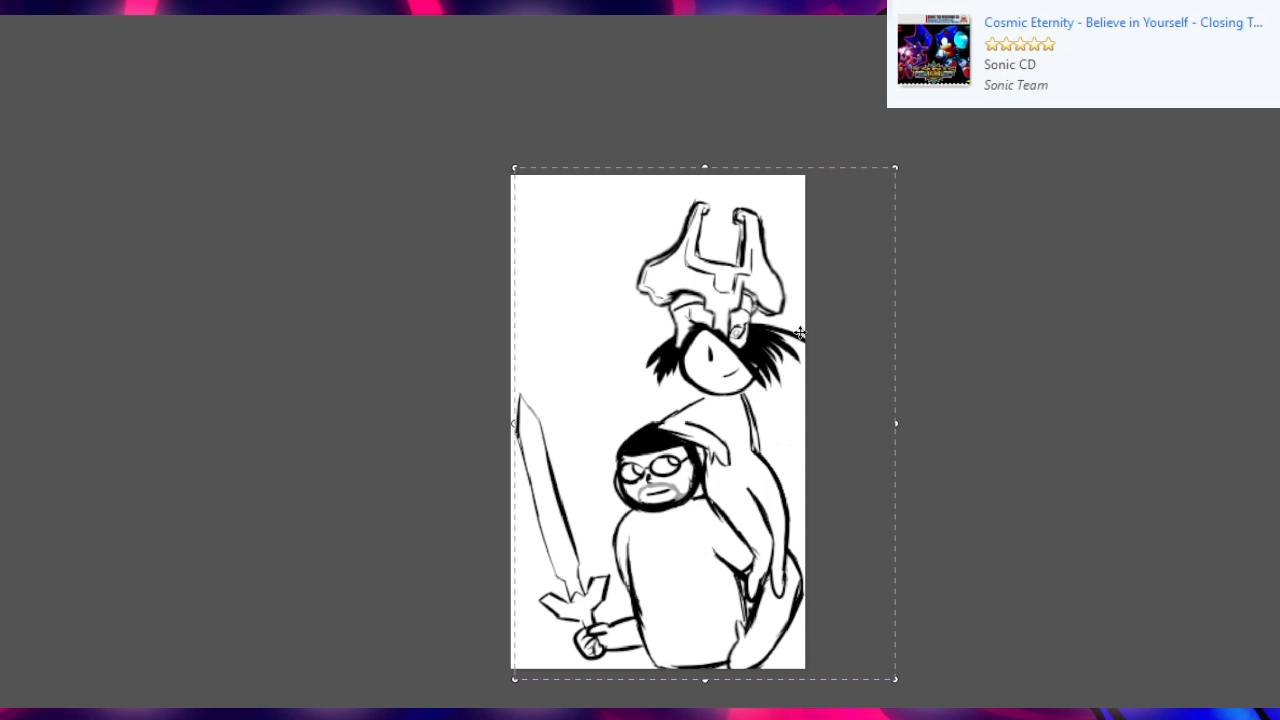 Cosmic Eternity - Believe in Yourself - Closing T...
Sonic CD
Sonic Team